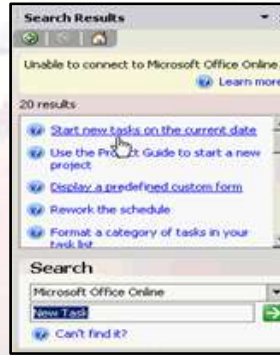 Search Results
Unable to connect to Microsoft Office Online.
Learn more
20 results
Start new tasks on the current date
Use the Project Guide to start a new
project
Display a predefined custom form
Rework the schedule
Format a category of tasks in your
task list
Search
Microsoft Office Online
New Task
Can't find it?